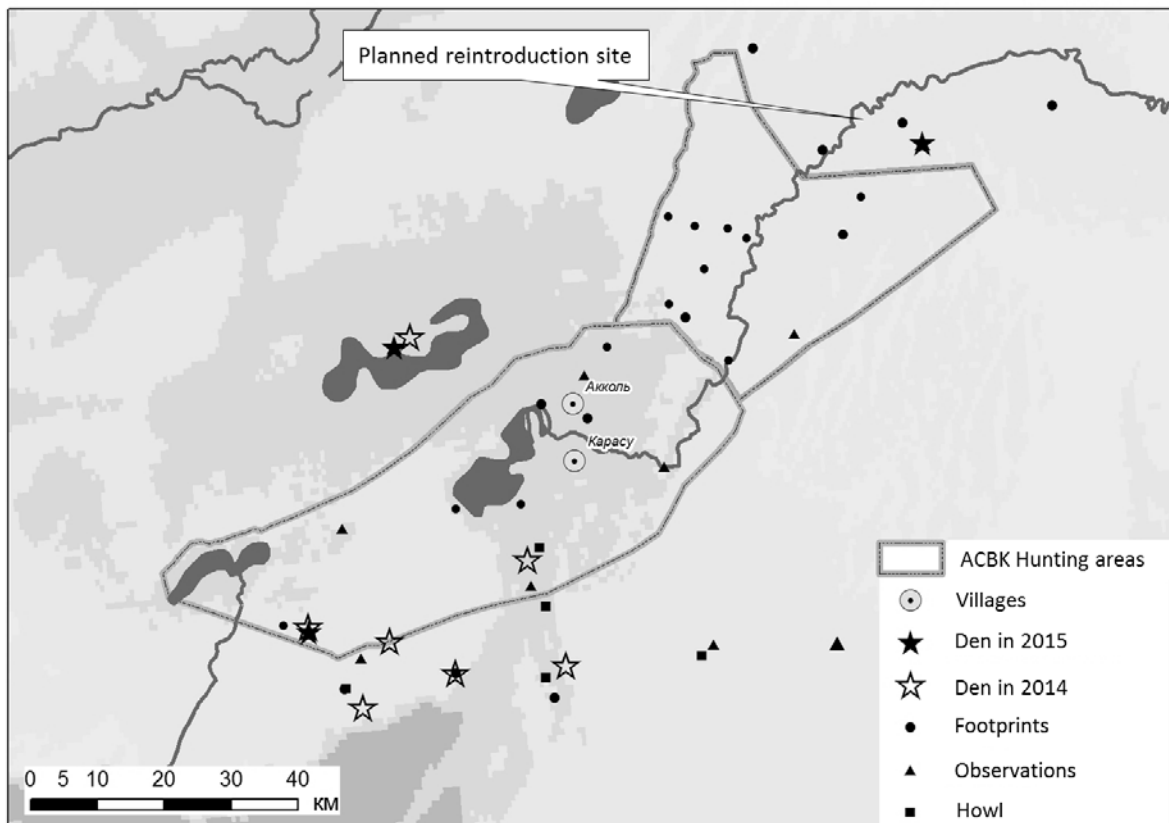 Planned reintroduction site
Акколь
Карасу
ACBK Hunting areas
Villages
Den in 2015
Den in 2014
Footprints
Observations
Howl
0 5 10 20 30 40
КМ